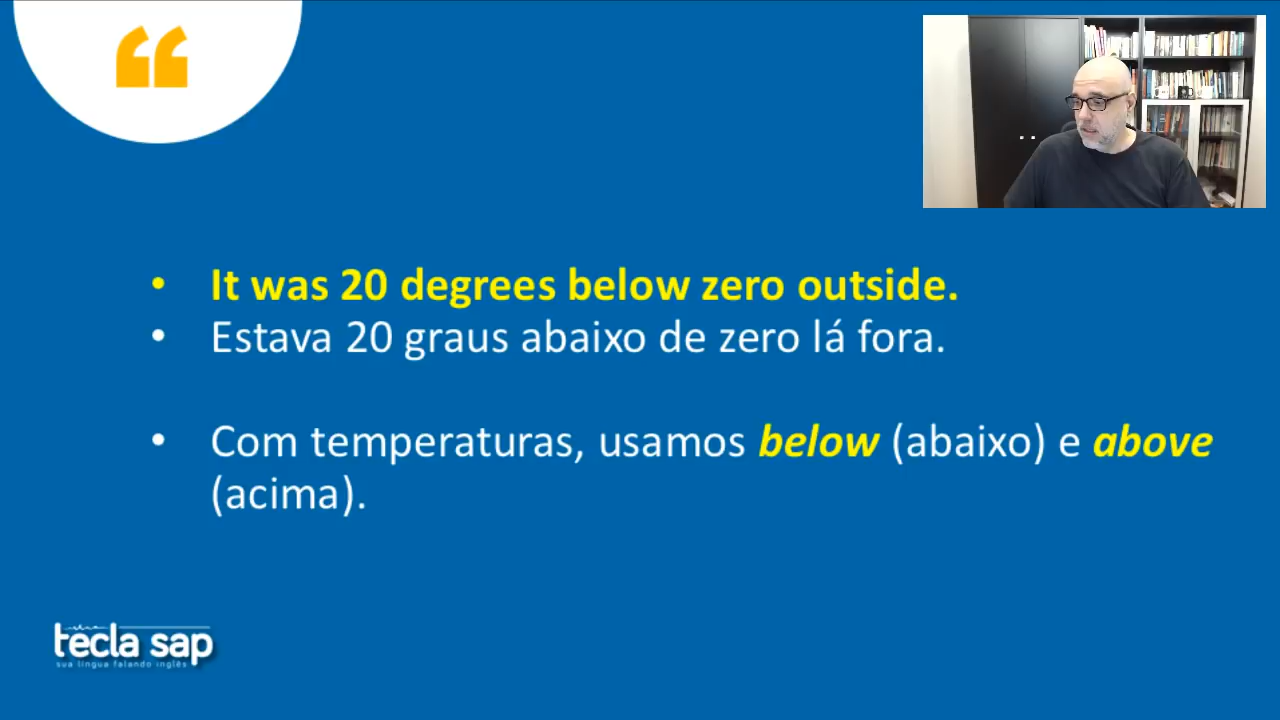 It was 20 degrees below zero outside.
Estava 20 graus abaixo de zero lá fora.
Com temperaturas, usamos below (abaixo) e above
(acima).
tecla sap
sua língua falando inglês